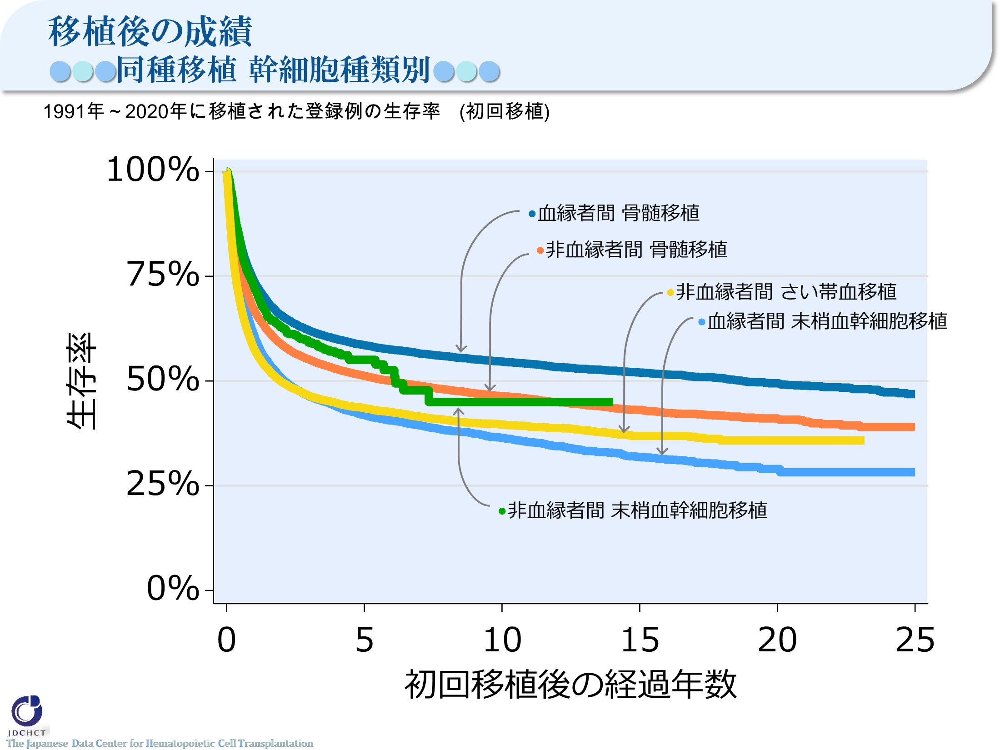 移植後の成績
同種移植 幹細胞種類別
1991年～2020年に移植された登録例の生存率　(初回移植)
100%
75%
50%
25%
0%
生存率
血縁者間 骨髄移植
非血縁者間 骨髄移植
非血縁者間 さい帯血移植
血縁者間 末梢血幹細胞移植
非血縁者間 末梢血幹細胞移植
0 5 10 15 20 25
初回移植後の経過年数
JDCHCT
The Japanese Data Center for Hematopoietic Cell Transplantation